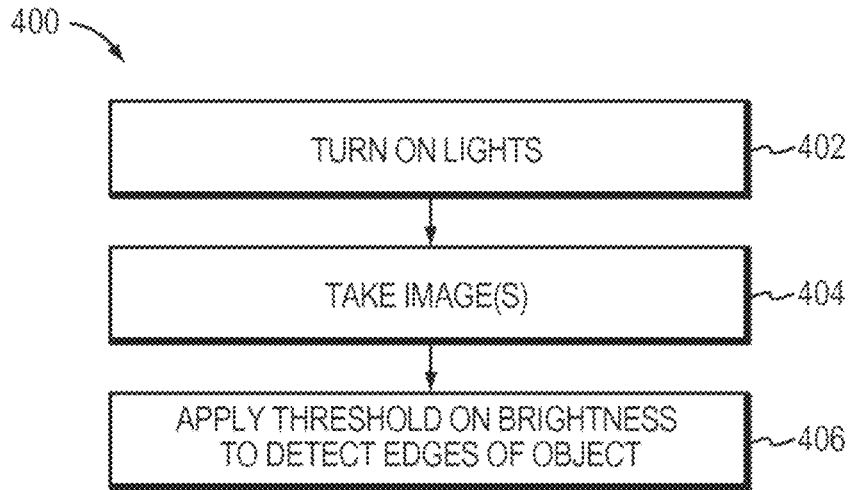 400
TURN ON LIGHTS
402
TAKE IMAGE(S)
404
APPLY THRESHOLD ON BRIGHTNESS
TO DETECT EDGES OF OBJECT
406